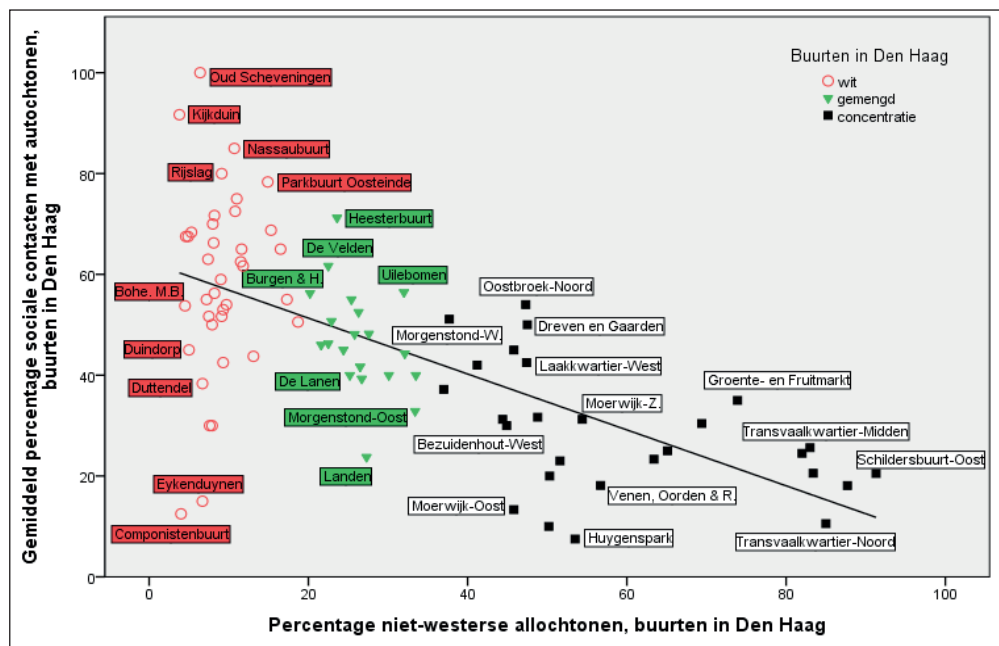 Gemiddeld percentage sociale contacten met autochtonen,
buurten in Den Haag
100
80
60
40
20
0
Buurten in Den Haag
wit
gemengd
concentratie
Oud Scheveningen
Kijkduin
Nassaubuurt
Rijslag
Parkbuurt Oosteinde
Heesterbuurt
De Velden
Burgen & H.
Uilebomen
Bohe. M.B.
Oostbroek-Noord
Dreven en Gaarden
Morgenstond-W.
Duindorp
Laakkwartier-West
De Lanen
Duttendel
Groente- en Fruitmarkt
Morgenstond-Oost
Moerwijk-Z.
Transvaalkwartier-Midden
Bezuidenhout-West
Schildersbuurt-Oost
Landen
Eykenduynen
Venen, Oorden & R.
Moerwijk-Oost
Componistenbuurt
Huygenspark
Transvaalkwartier-Noord
0 20 40 60 80 100
Percentage niet-westerse allochtonen, buurten in Den Haag